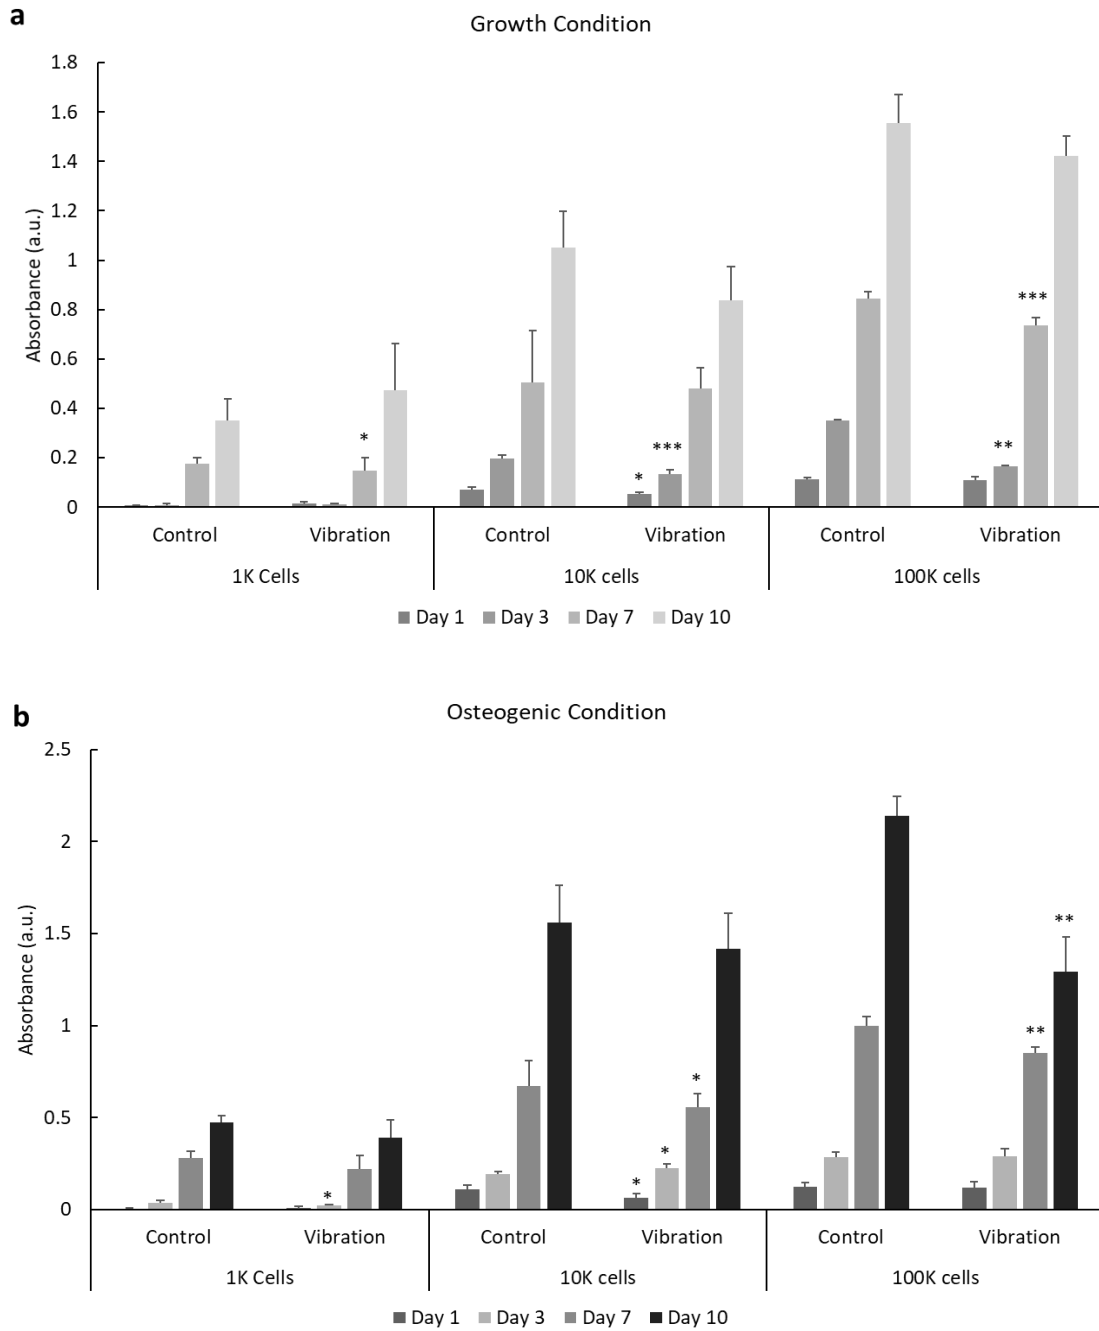 a
Growth Condition
1.8
1.6
1.4
1.2
1
0.8
0.6
0.4
0.2
0
Absorbance (a.u.)
*
*
***
**
***
Control Vibration Control Vibration Control Vibration
1K Cells 10K cells 100K cells
Day 1 Day 3 Day 7 Day 10
b
Osteogenic Condition
2.5
2
1.5
1
0.5
0
Absorbance (a.u.)
*
*
*
*
**
**
Control Vibration Control Vibration Control Vibration
1K Cells 10K cells 100K cells
Day 1 Day 3 Day 7 Day 10